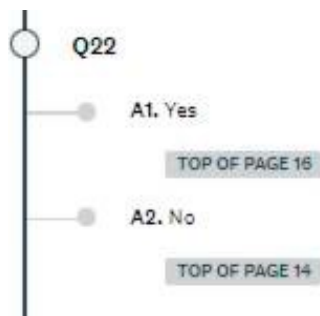 Q22
A1. Yes
TOP OF PAGE 16
A2. No
TOP OF PAGE 14